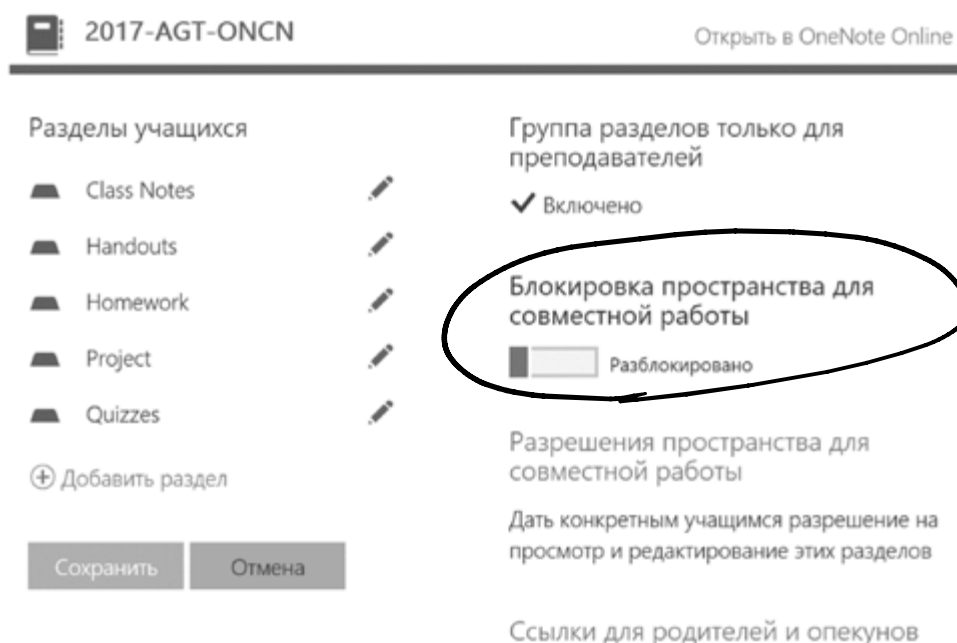 2017-AGT-ONCN
Открыть в OneNote Online
Разделы учащихся
Class Notes
Handouts
Homework
Project
Quizzes
Добавить раздел
Сохранить
Отмена
Группа разделов только для
преподавателей
Включено
Блокировка пространства для
совместной работы
Разблокировано
Разрешения пространства для
совместной работы
Дать конкретным учащимся разрешение на
просмотр и редактирование этих разделов
Ссылки для родителей и опекунов